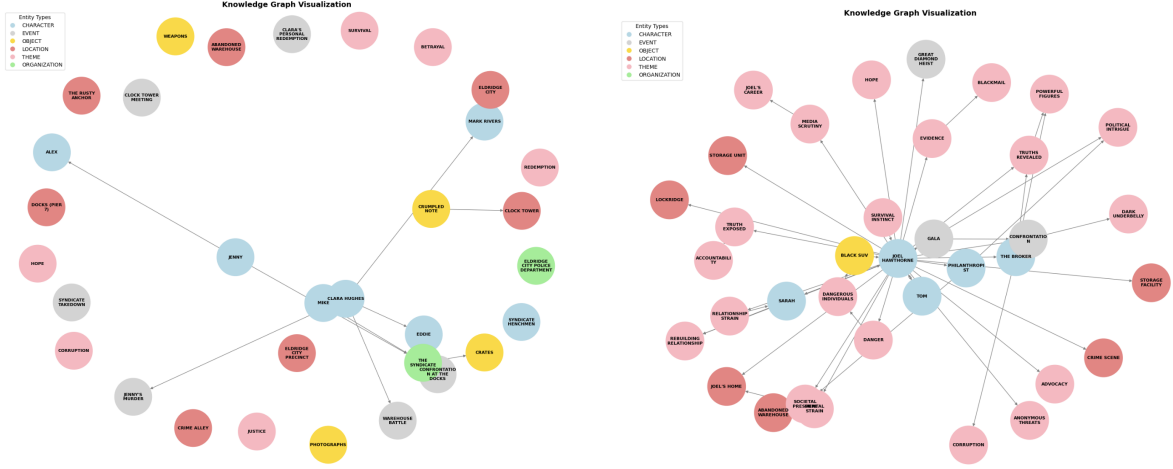 Knowledge Graph Visualization
Entity Types
CHARACTER
EVENT
OBJECT
LOCATION
THEME
ORGANIZATION
WEAPONS
ABANDONED
WAREHOUSE
CLARA'S
PERSONAL
REDEMPTION
SURVIVAL
BETRAYAL
THE RUSTY
ANCHOR
CLOCK TOWER
MEETING
ELDRIDGE
CITY
MARK RIVERS
ALEX
REDEMPTION
DOCKS (PIER
7)
CRUMPLED
NOTE
CLOCK TOWER
HOPE
JENNY
ELDRIDGE
CITY POLICE
DEPARTMENT
SYNDICATE
TAKEDOWN
MIKE
CLARA HUGHES
SYNDICATE
HENCHMEN
EDDIE
CORRUPTION
ELDRIDGE
CITY
PRECINCT
THE
SYNDICATE
CONFRONTATIO
N AT THE
DOCKS
CRATES
JENNY'S
MURDER
WAREHOUSE
BATTLE
CRIME ALLEY
JUSTICE
PHOTOGRAPHS
Knowledge Graph Visualization
Entity Types
CHARACTER
EVENT
OBJECT
LOCATION
THEME
ORGANIZATION
GREAT
DIAMOND
HEIST
JOEL'S
CAREER
HOPE
BLACKMAIL
POWERFUL
FIGURES
MEDIA
SCRUTINY
EVIDENCE
POLITICAL
INTRIGUE
STORAGE UNIT
TRUTHS
REVEALED
LOCKRIDGE
SURVIVAL
INSTINCT
DARK
UNDERBELLY
TRUTH
EXPOSED
GALA
CONFRONTATIO
N
ACCOUNTABILI
TY
BLACK SUV
JOEL
HAWTHORNE
PHILANTHROPI
ST
THE BROKER
STORAGE
FACILITY
SARAH
DANGEROUS
INDIVIDUALS
TOM
RELATIONSHIP
STRAIN
REBUILDING
RELATIONSHIP
DANGER
CRIME SCENE
JOEL'S HOME
ADVOCACY
ABANDONED
WAREHOUSE
SOCIETAL
STRAIN
ANONYMOUS
THREATS
CORRUPTION